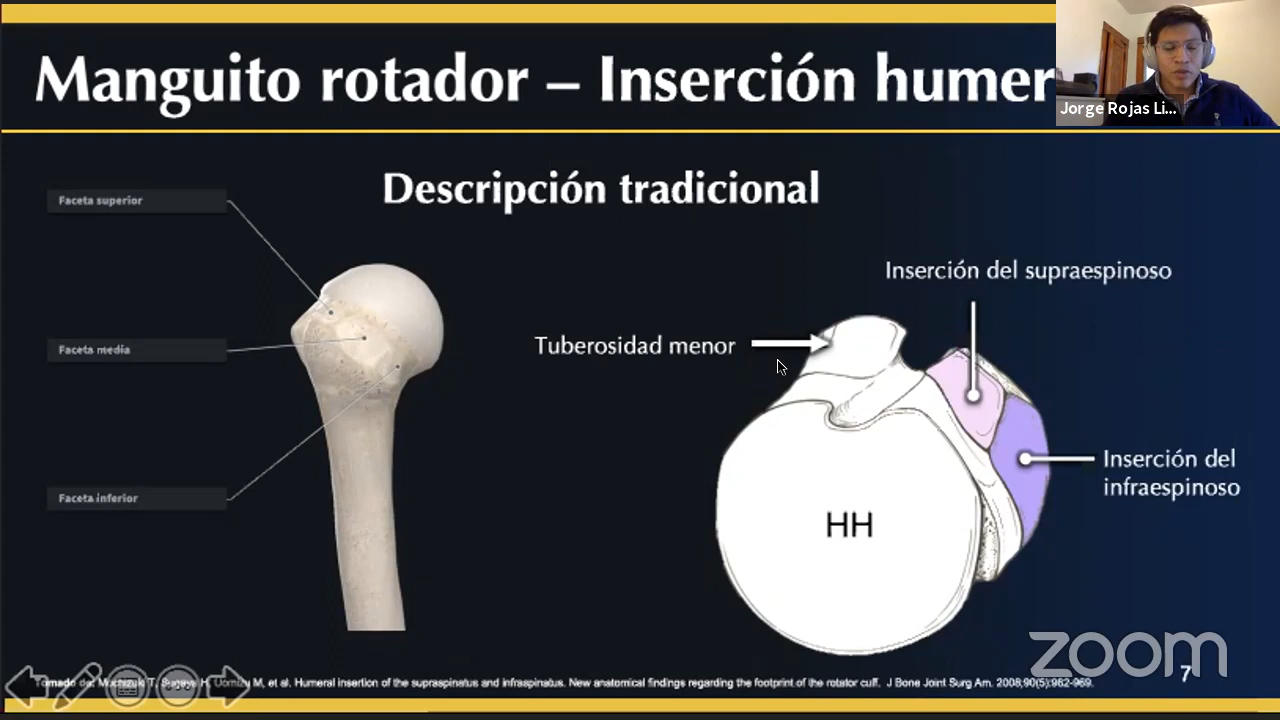 Manguito rotador – Inserción humer
Jorge Rojas Li...
Descripción tradicional
Faceta superior
Faceta media
Faceta inferior
Inserción del supraespinoso
Tuberosidad menor
Inserción del
infraespinoso
HH
zoom
Tomado de: Mochizuki T, Sugaya H, Uomizu M, et al. Humeral insertion of the supraspinatus and infraspinatus. New anatomical findings regarding the footprint of the rotator cuff. J Bone Joint Surg Am. 2008;90(5):962-969.
7